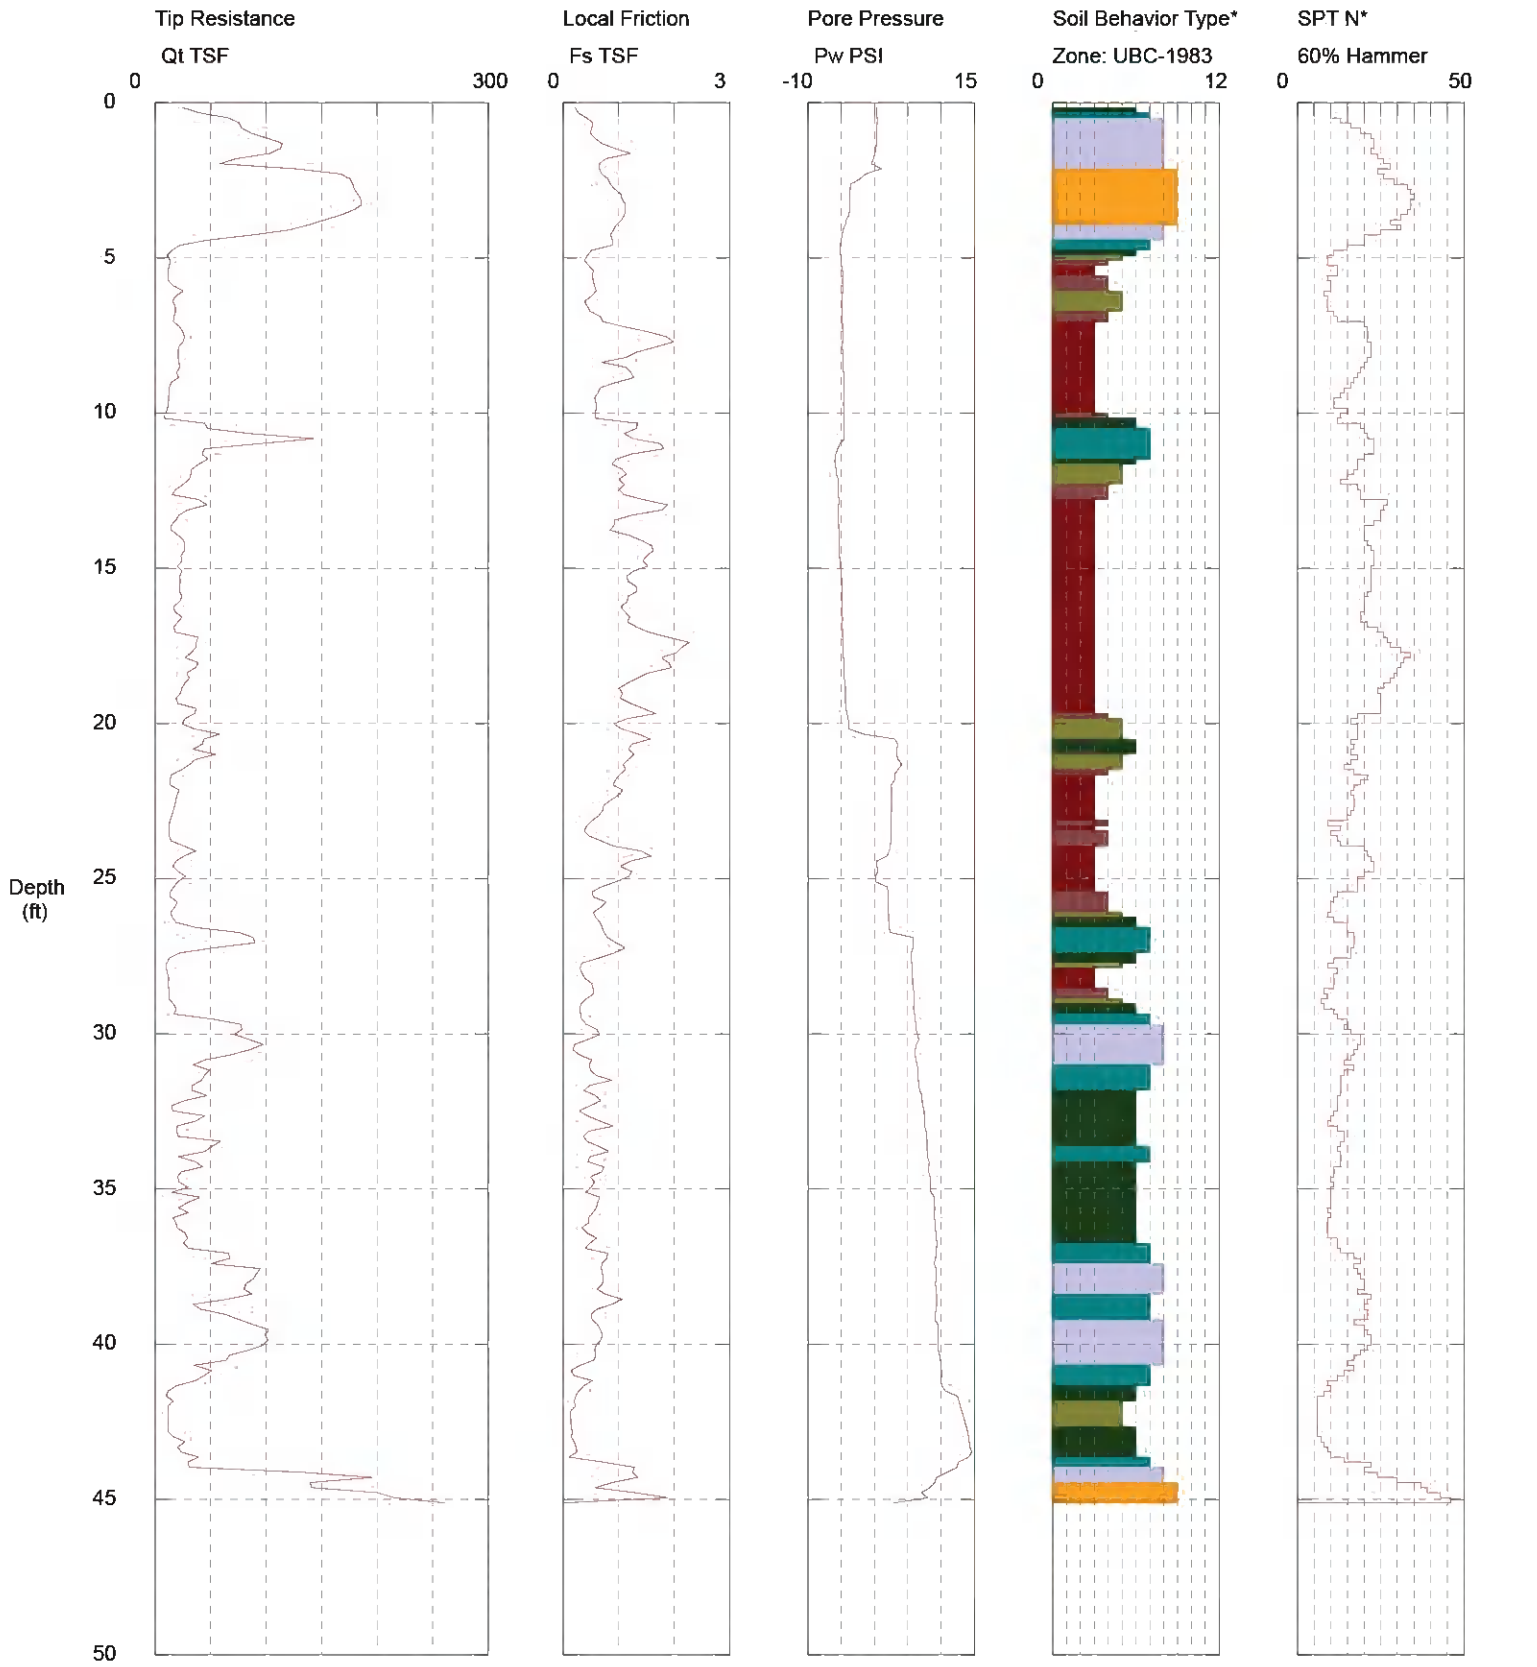 Tip Resistance Local Friction Pore Pressure Soil Behavior Type* SPT N*
Qt TSF Fs TSF Pw PSI Zone: UBC-1983 60% Hammer
0 300 0 3 -10 15 0 12 0 50
0
5
10
15
20
25
Depth
(ft)
30
35
40
45
50